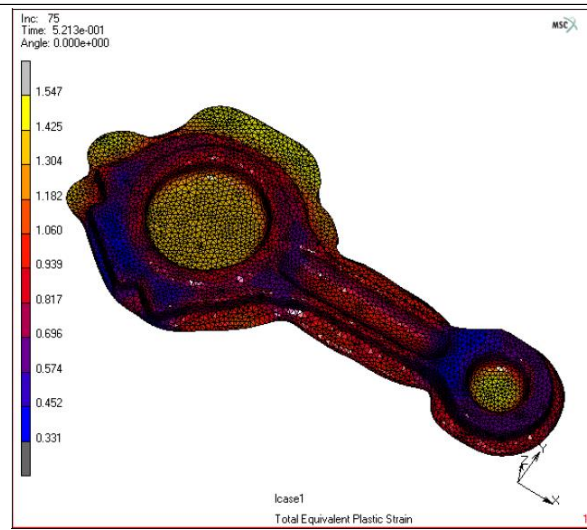 Inc: 75
Time: 5.213e-001
Angle: 0.000e+000
MSC
1.547
1.425
1.304
1.182
1.060
0.939
0.817
0.696
0.574
0.452
0.331
Y
Z
X
lcase1
Total Equivalent Plastic Strain
1